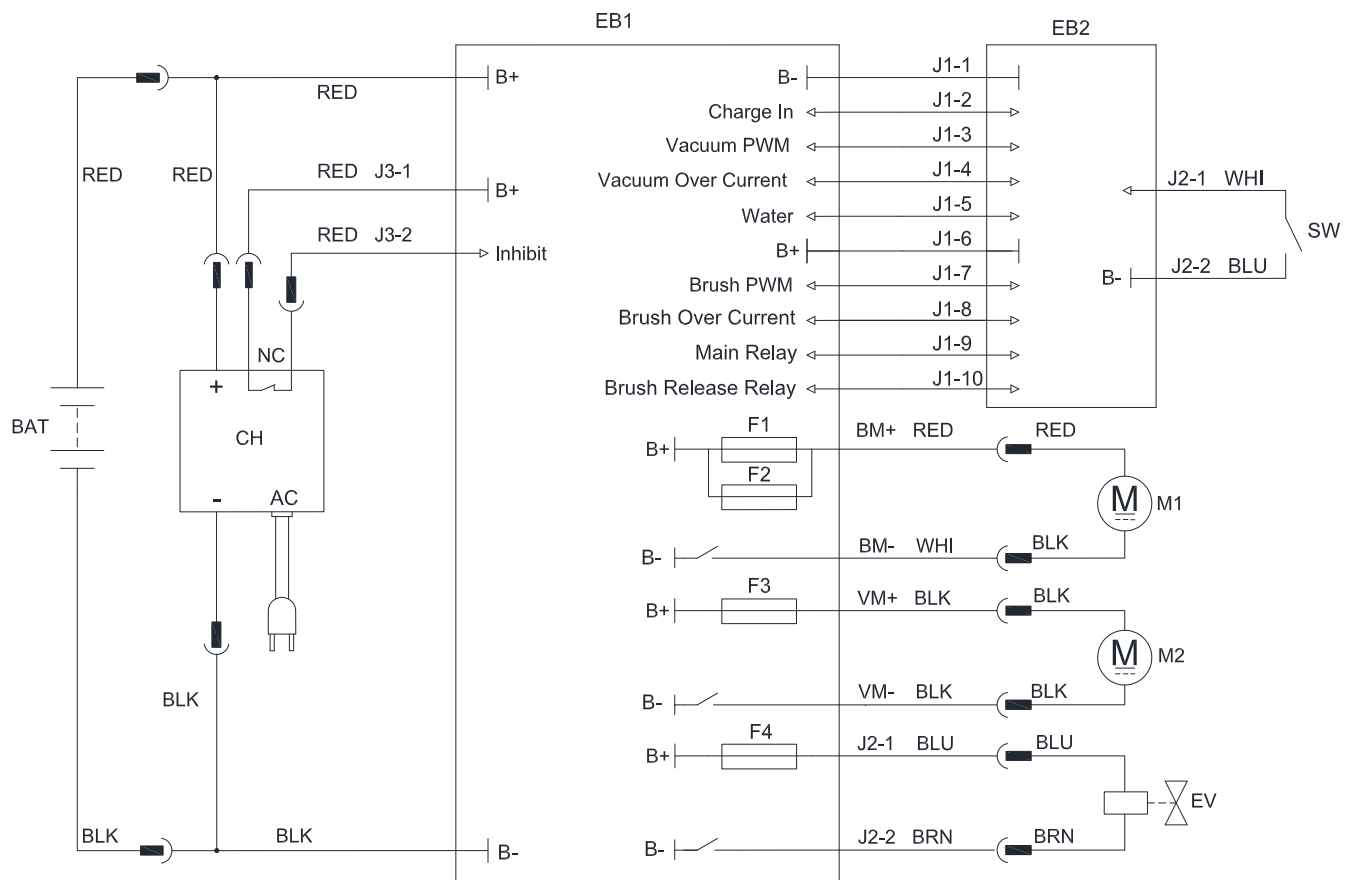 EB1
EB2
B+
RED
B- J1-1
Charge In J1-2
Vacuum PWM J1-3
RED RED RED J3-1 B+
Vacuum Over Current J1-4
J2-1 WHI
Water J1-5
SW
RED J3-2 Inhibit
B+ J1-6
B- J2-2 BLU
Brush PWM J1-7
Brush Over Current J1-8
NC
Main Relay J1-9
+
Brush Release Relay J1-10
BAT
CH
F1
B+ BM+ RED RED
F2
- AC
M
M1
B- BM- WHI BLK
F3
B+ VM+ BLK BLK
M
M2
BLK
B- VM- BLK BLK
F4
B+ J2-1 BLU BLU
EV
BLK BLK B-
B- J2-2 BRN BRN